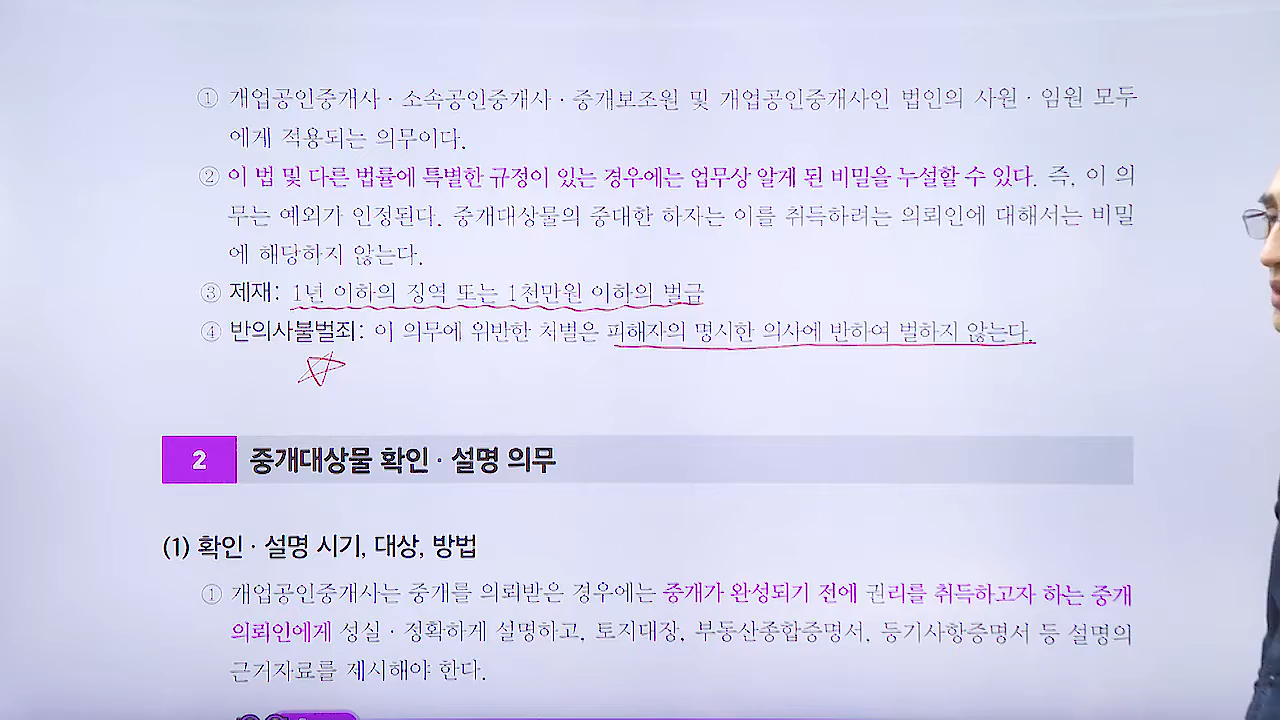 ① 개업공인중개사 · 소속공인중개사 · 중개보조원 및 개업공인중개사인 법인의 사원 · 임원 모두
에게 적용되는 의무이다.
② 이 법 및 다른 법률에 특별한 규정이 있는 경우에는 업무상 알게 된 비밀을 누설할 수 있다. 즉, 이 의
무는 예외가 인정된다. 중개대상물의 중대한 하자는 이를 취득하려는 의뢰인에 대해서는 비밀
에 해당하지 않는다.
③ 제재: 1년 이하의 징역 또는 1천만원 이하의 벌금
④ 반의사불벌죄: 이 의무에 위반한 처벌은 피해자의 명시한 의사에 반하여 벌하지 않는다.
2 중개대상물 확인 · 설명 의무
(1) 확인 · 설명 시기, 대상, 방법
① 개업공인중개사는 중개를 의뢰받은 경우에는 중개가 완성되기 전에 권리를 취득하고자 하는 중개
의뢰인에게 성실 · 정확하게 설명하고, 토지대장, 부동산종합증명서, 등기사항증명서 등 설명의
근거자료를 제시해야 한다.